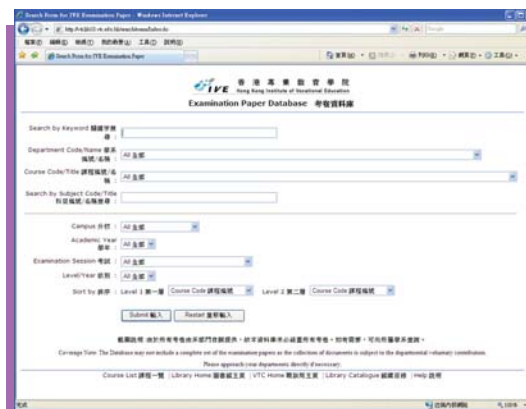 Search Form for IVE Examination Paper - Windows Internet Explorer
Search Form for IVE Examination Paper
IVE 香港專業教育學院
Hong Kong Institute of Vocational Education
Examination Paper Database 考卷資料庫
Search by Keyword 關鍵字搜尋 :
Department Code/Name 學系編號/名稱 : All 全部
Course Code/Title 課程編號/名稱 : All 全部
Search by Subject Code/Title 科目編號/名稱搜尋 :
Campus 分校 : All 全部
Academic Year 學年 : All 全部
Examination Session 考試 : All 全部
Level/Year 級別 : All 全部
Sort by 排序 : Level 1 第一層 Course Code 課程編號 Level 2 第二層 Course Code 課程編號
Submit 輸入 Restart 重新輸入
Coverage Note: The Database may not include a complete set of the examination papers as the collection of documents is subject to the departmental voluntary contribution.
Please approach your departments directly if necessary.
Course List 課程一覽 | Library Home 圖書館主頁 | VTC Home 職訓局主頁 | Library Catalogue 館藏目錄 | Help 說明